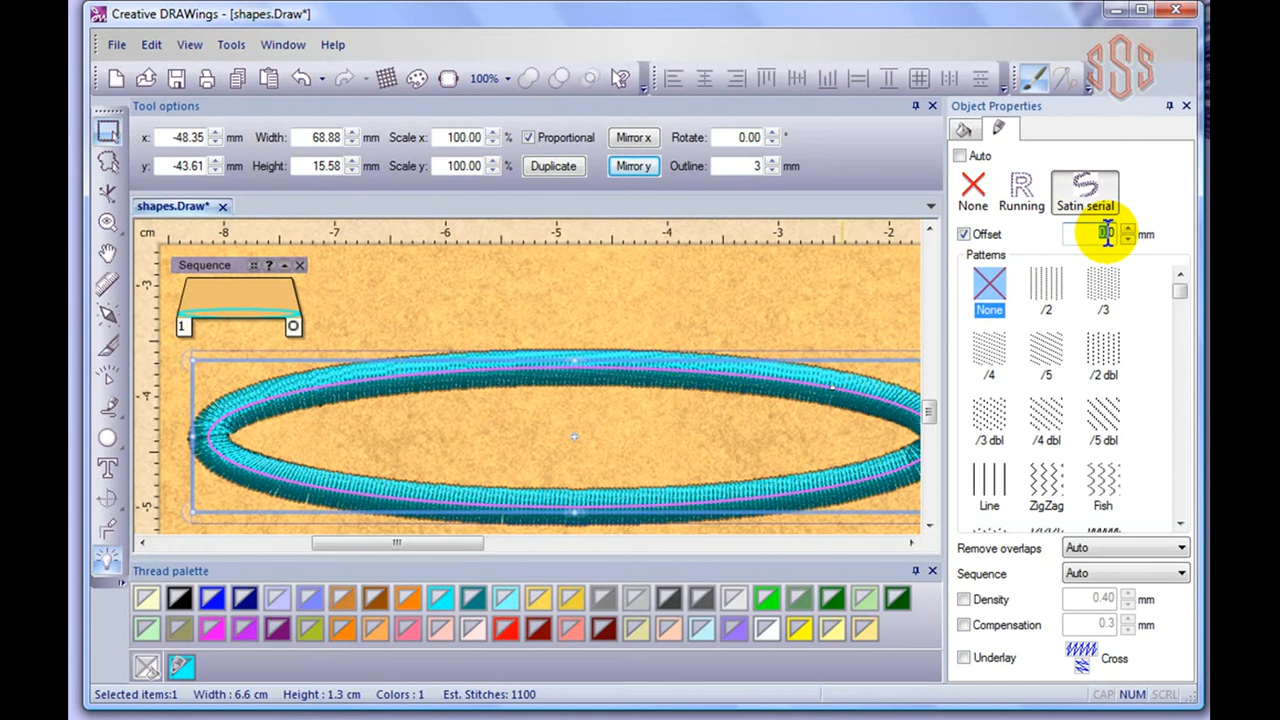 Creative DRAWings - [shapes.Draw*]
File Edit View Tools Window Help
SSS
100%
Tool options
Object Properties
x: -48.35 mm Width: 68.88 mm Scale x: 100.00 % Proportional Mirror x Rotate: 0.00 °
y: -43.61 mm Height: 15.58 mm Scale y: 100.00 % Duplicate Mirror y Outline: 3 mm
Auto
None Running Satin serial
shapes.Draw*
cm -8 -7 -6 -5 -4 -3 -2
Offset mm
Sequence ?
1 O
-3
-4
-5
Patterns
None /2 /3
/4 /5 /2 dbl
/3 dbl /4 dbl /5 dbl
Line ZigZag Fish
Remove overlaps Auto
Sequence Auto
Density 0.40 mm
Compensation 0.3 mm
Underlay Cross
Thread palette
Selected items:1 Width : 6.6 cm Height : 1.3 cm Colors : 1 Est. Stitches: 1100
CAP NUM SCRL